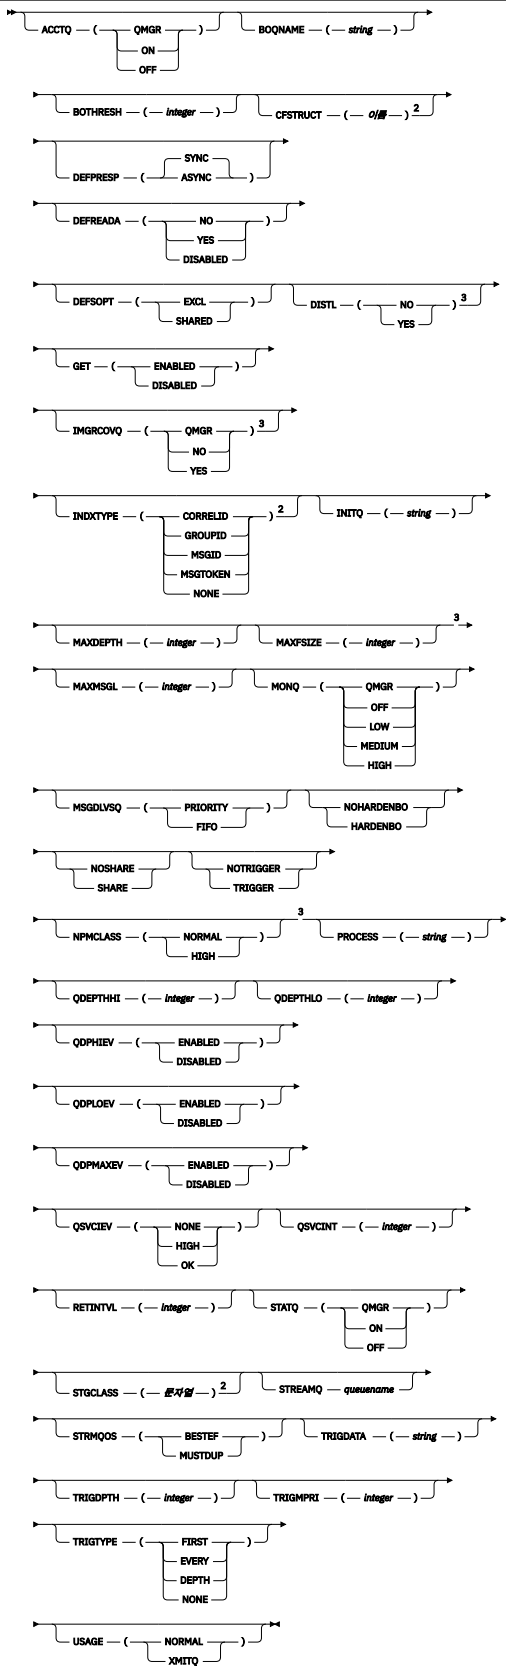 ACCTQ ( QMGR ) BOQNAME ( string )
ON
OFF
BOTHRESH ( integer ) CFSTRUCT ( 이름 ) 2
SYNC
DEFPRESP ( ASYNC )
DEFREADA ( NO )
YES
DISABLED
DEFSOPT ( EXCL ) DISTL ( NO ) 3
SHARED YES
GET ( ENABLED )
DISABLED
IMGRCOVQ ( QMGR ) 3
NO
YES
INDXTYPE ( CORRELID ) 2 INITQ ( string )
GROUPID
MSGID
MSGTOKEN
NONE
MAXDEPTH ( integer ) MAXFSIZE ( integer ) 3
MAXMSGL ( integer ) MONQ ( QMGR )
OFF
LOW
MEDIUM
HIGH
MSGDLVSQ ( PRIORITY ) NOHARDENBO
FIFO HARDENBO
NOSHARE NOTRIGGER
SHARE TRIGGER
NPMCLASS ( NORMAL ) 3 PROCESS ( string )
HIGH
QDEPTHHI ( integer ) QDEPTHLO ( integer )
QDPHIEV ( ENABLED )
DISABLED
QDPLOEV ( ENABLED )
DISABLED
QDPMAXEV ( ENABLED )
DISABLED
QSVCIEV ( NONE ) QSVCINT ( integer )
HIGH
OK
RETINTVL ( integer ) STATQ ( QMGR )
ON
OFF
STGCLASS ( 문자열 ) 2 STREAMQ queuename
STRMQOS ( BESTEF ) TRIGDATA ( string )
MUSTDUP
TRIGDPTH ( integer ) TRIGMPRI ( integer )
TRIGTYPE ( FIRST )
EVERY
DEPTH
NONE
USAGE ( NORMAL )
XMITQ